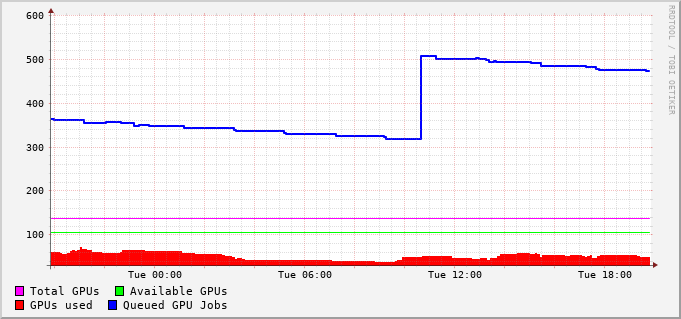 600
500
400
300
200
100
Tue 00:00 Tue 06:00 Tue 12:00 Tue 18:00
Total GPUs Available GPUs
GPUs used Queued GPU Jobs
RRDTOOL / TOBI OETIKER